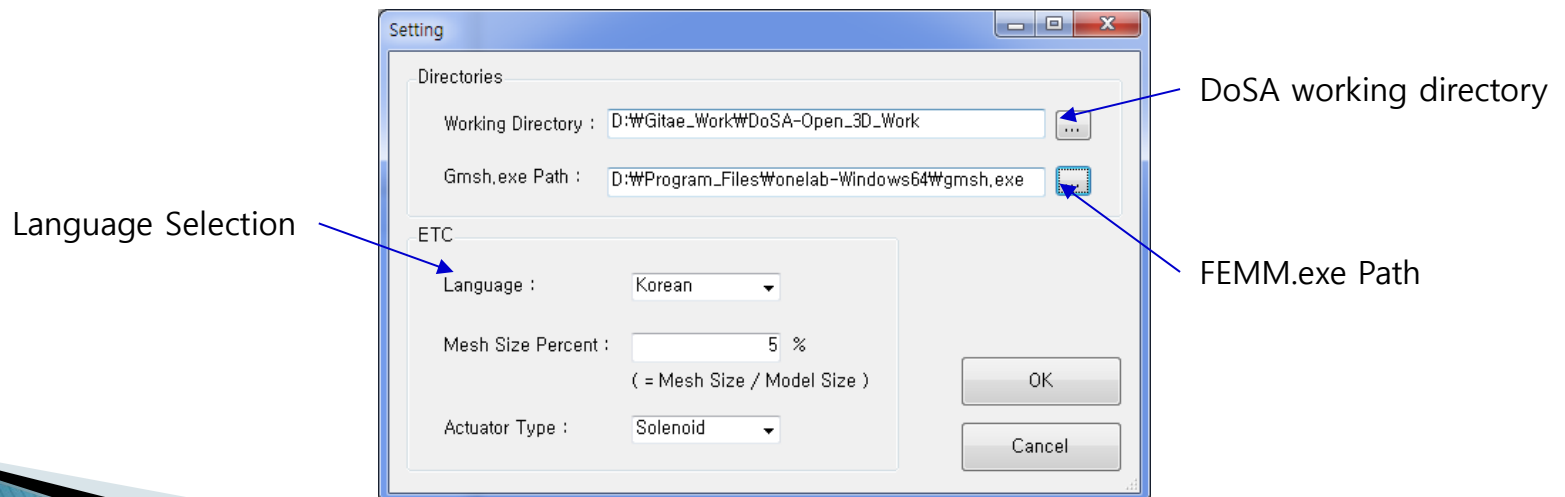 Setting
Directories
DoSA working directory
Working Directory : D:₩Gitae_Work₩DoSA-Open_3D_Work ...
Gmsh,exe Path : D:₩Program_Files₩onelab-Windows64₩gmsh,exe ...
Language Selection
ETC
FEMM.exe Path
Language : Korean
Mesh Size Percent : 5 %
( = Mesh Size / Model Size )
OK
Actuator Type : Solenoid
Cancel